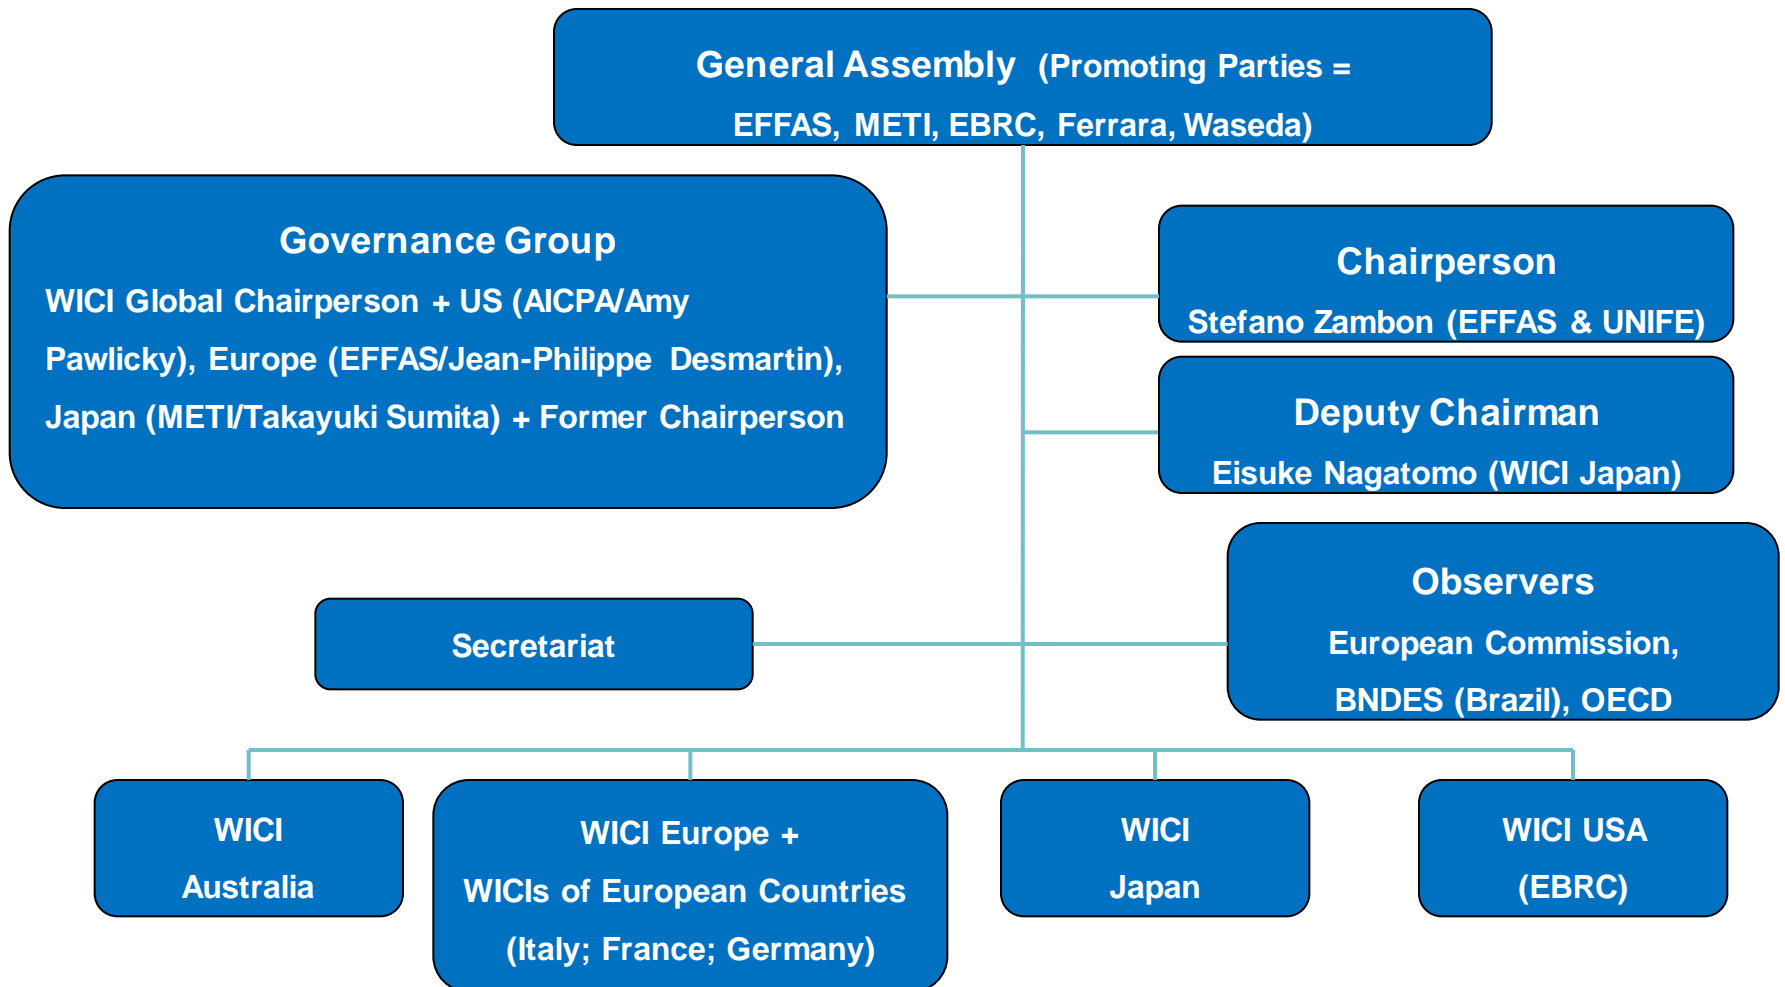 General Assembly (Promoting Parties =
EFFAS, METI, EBRC, Ferrara, Waseda)
Governance Group
WICI Global Chairperson + US (AICPA/Amy
Pawlicky), Europe (EFFAS/Jean-Philippe Desmartin),
Japan (METI/Takayuki Sumita) + Former Chairperson
Chairperson
Stefano Zambon (EFFAS & UNIFE)
Deputy Chairman
Eisuke Nagatomo (WICI Japan)
Secretariat
Observers
European Commission,
BNDES (Brazil), OECD
WICI
Australia
WICI Europe +
WICIs of European Countries
(Italy; France; Germany)
WICI
Japan
WICI USA
(EBRC)